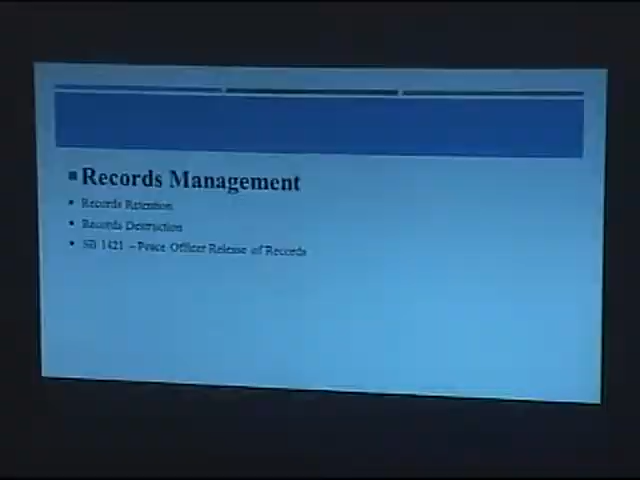 Records Management
Records Retention
Records Destruction
SB 1421 – Peace Officer Release of Records